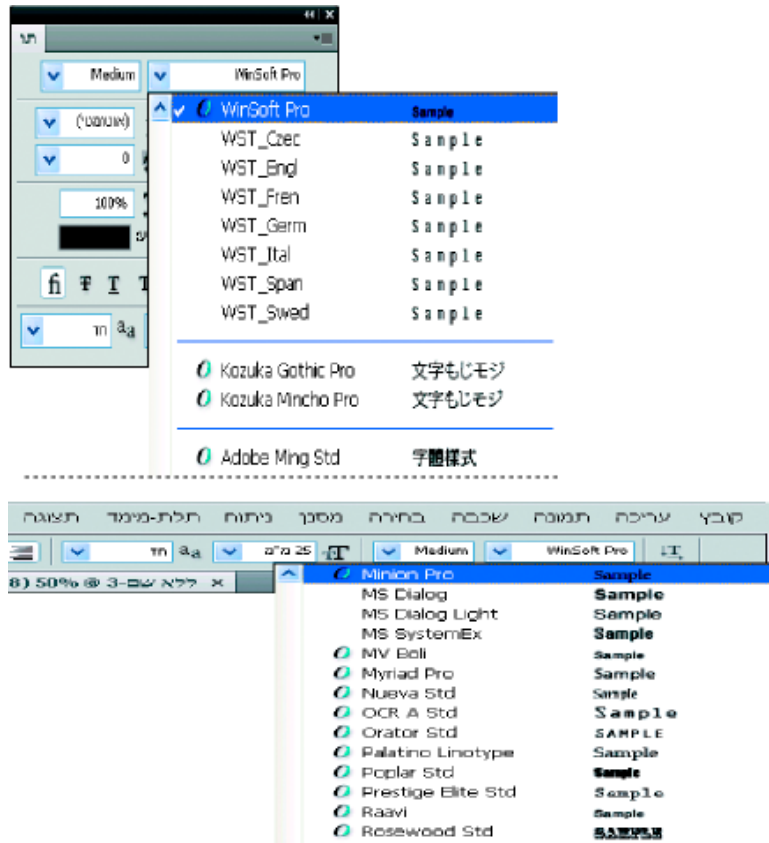 תו
WinSoft Pro Medium
WinSoft Pro Sample
(אוטומטי)
WST_Czec Sample
0
WST_Engl Sample
WST_Fren Sample
100%
WST_Germ Sample
WST_Ital Sample
fi T T T
WST_Span Sample
WST_Swed Sample
חד aa
Kozuka Gothic Pro 文字もじモジ
Kozuka Mincho Pro 文字もじモジ
Adobe Ming Std 字體樣式
קובץ עריכה תמונה שכבה בחירה מסנן ניתוח תלת-מימד תצוגה
T WinSoft Pro Medium T 25 מ"מ aa חד
8) 50% @ ללא שם-3 ×
Minion Pro Sample
MS Dialog Sample
MS Dialog Light Sample
MS SystemEx Sample
MV Boli Sample
Myriad Pro Sample
Nueva Std Sample
OCR A Std Sample
Orator Std SAMPLE
Palatino Linotype Sample
Poplar Std Sample
Prestige Elite Std Sample
Raavi Sample
Rosewood Std SAMPLE